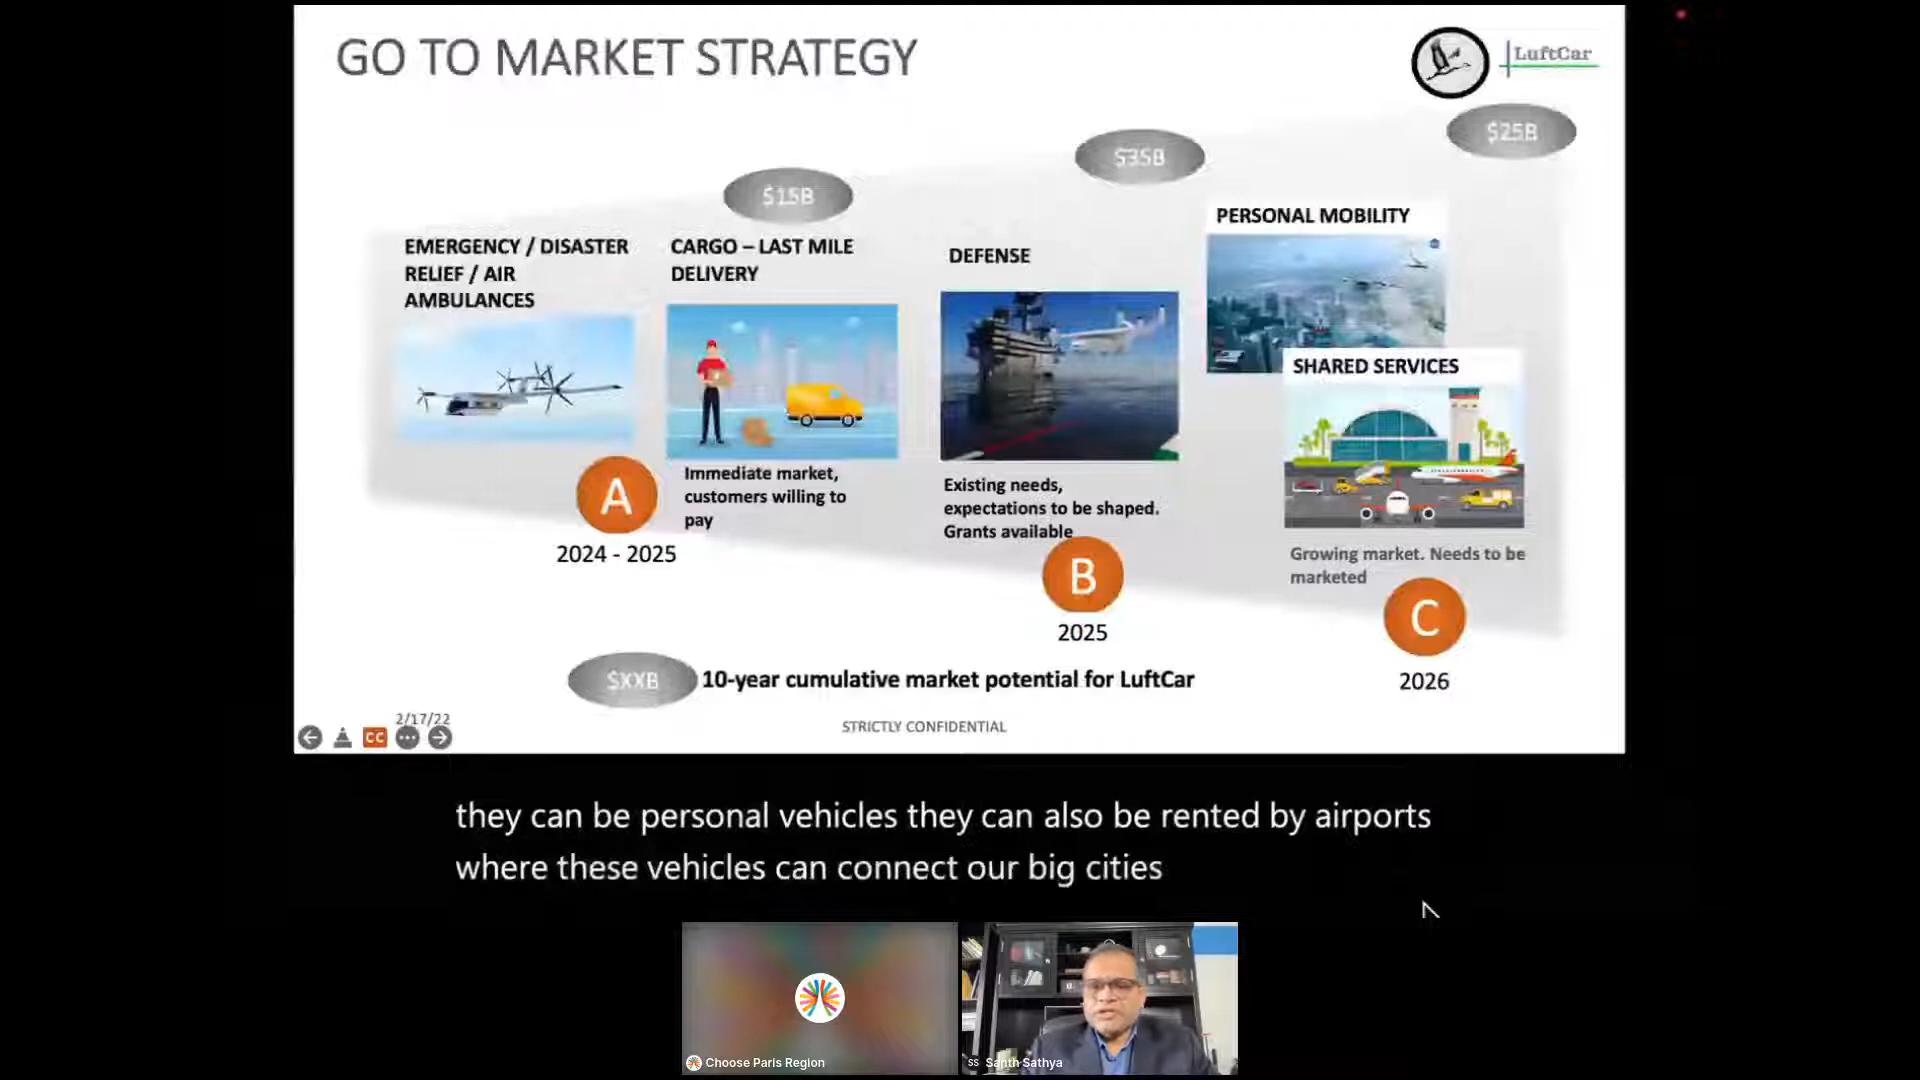 GO TO MARKET STRATEGY
LuftCar
$25B
$35B
$15B
PERSONAL MOBILITY
EMERGENCY / DISASTER
RELIEF / AIR
AMBULANCES
CARGO – LAST MILE
DELIVERY
DEFENSE
SHARED SERVICES
A
2024 - 2025
Immediate market,
customers willing to
pay
Existing needs,
expectations to be shaped.
Grants available
B
2025
Growing market. Needs to be
marketed
C
2026
$XXB
10-year cumulative market potential for LuftCar
2/17/22
CC
STRICTLY CONFIDENTIAL
they can be personal vehicles they can also be rented by airports
where these vehicles can connect our big cities
Choose Paris Region
SS Santh Sathya